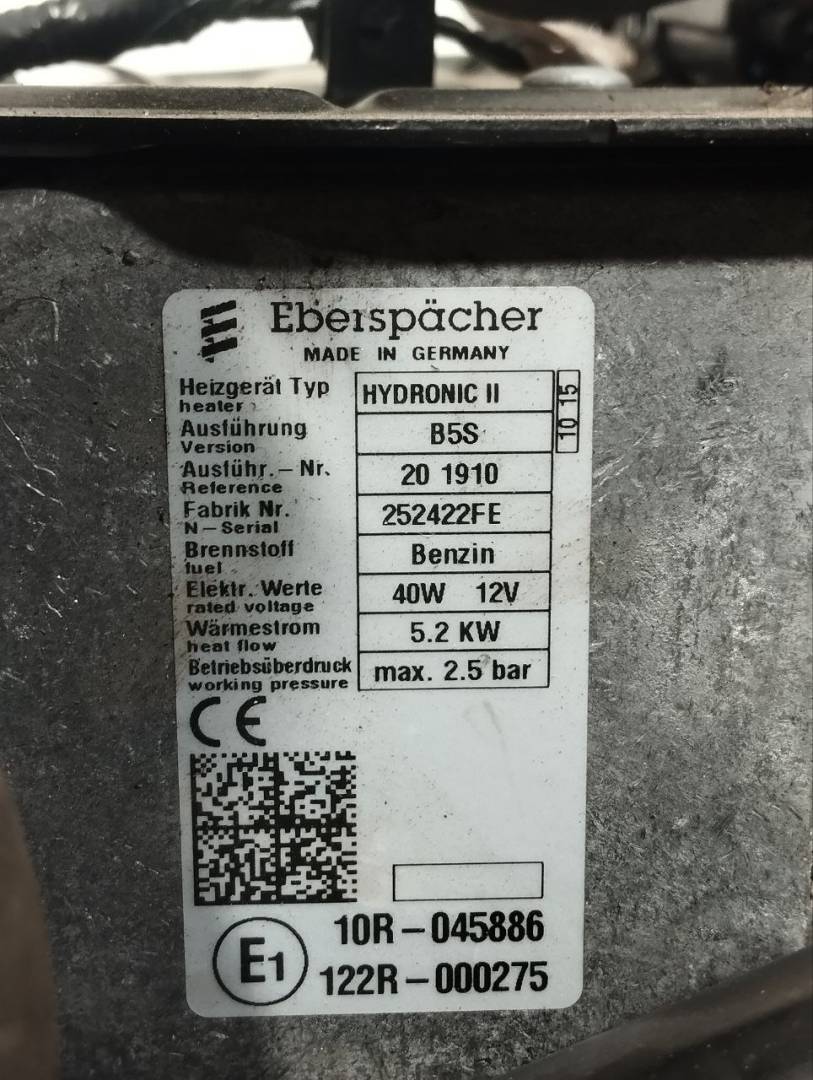 Eberspächer
MADE IN GERMANY
Heizgerät Typ HYDRONIC II 10 15
heater
Ausführung B5S
Version
Ausführ.-Nr. 20 1910
Reference
Fabrik Nr. 252422FE
N-Serial
Brennstoff Benzin
fuel
Elektr. Werte 40W 12V
rated voltage
Wärmestrom 5.2 KW
heat flow
Betriebsüberdruck max. 2.5 bar
working pressure
CE
10R-045886
E1
122R-000275